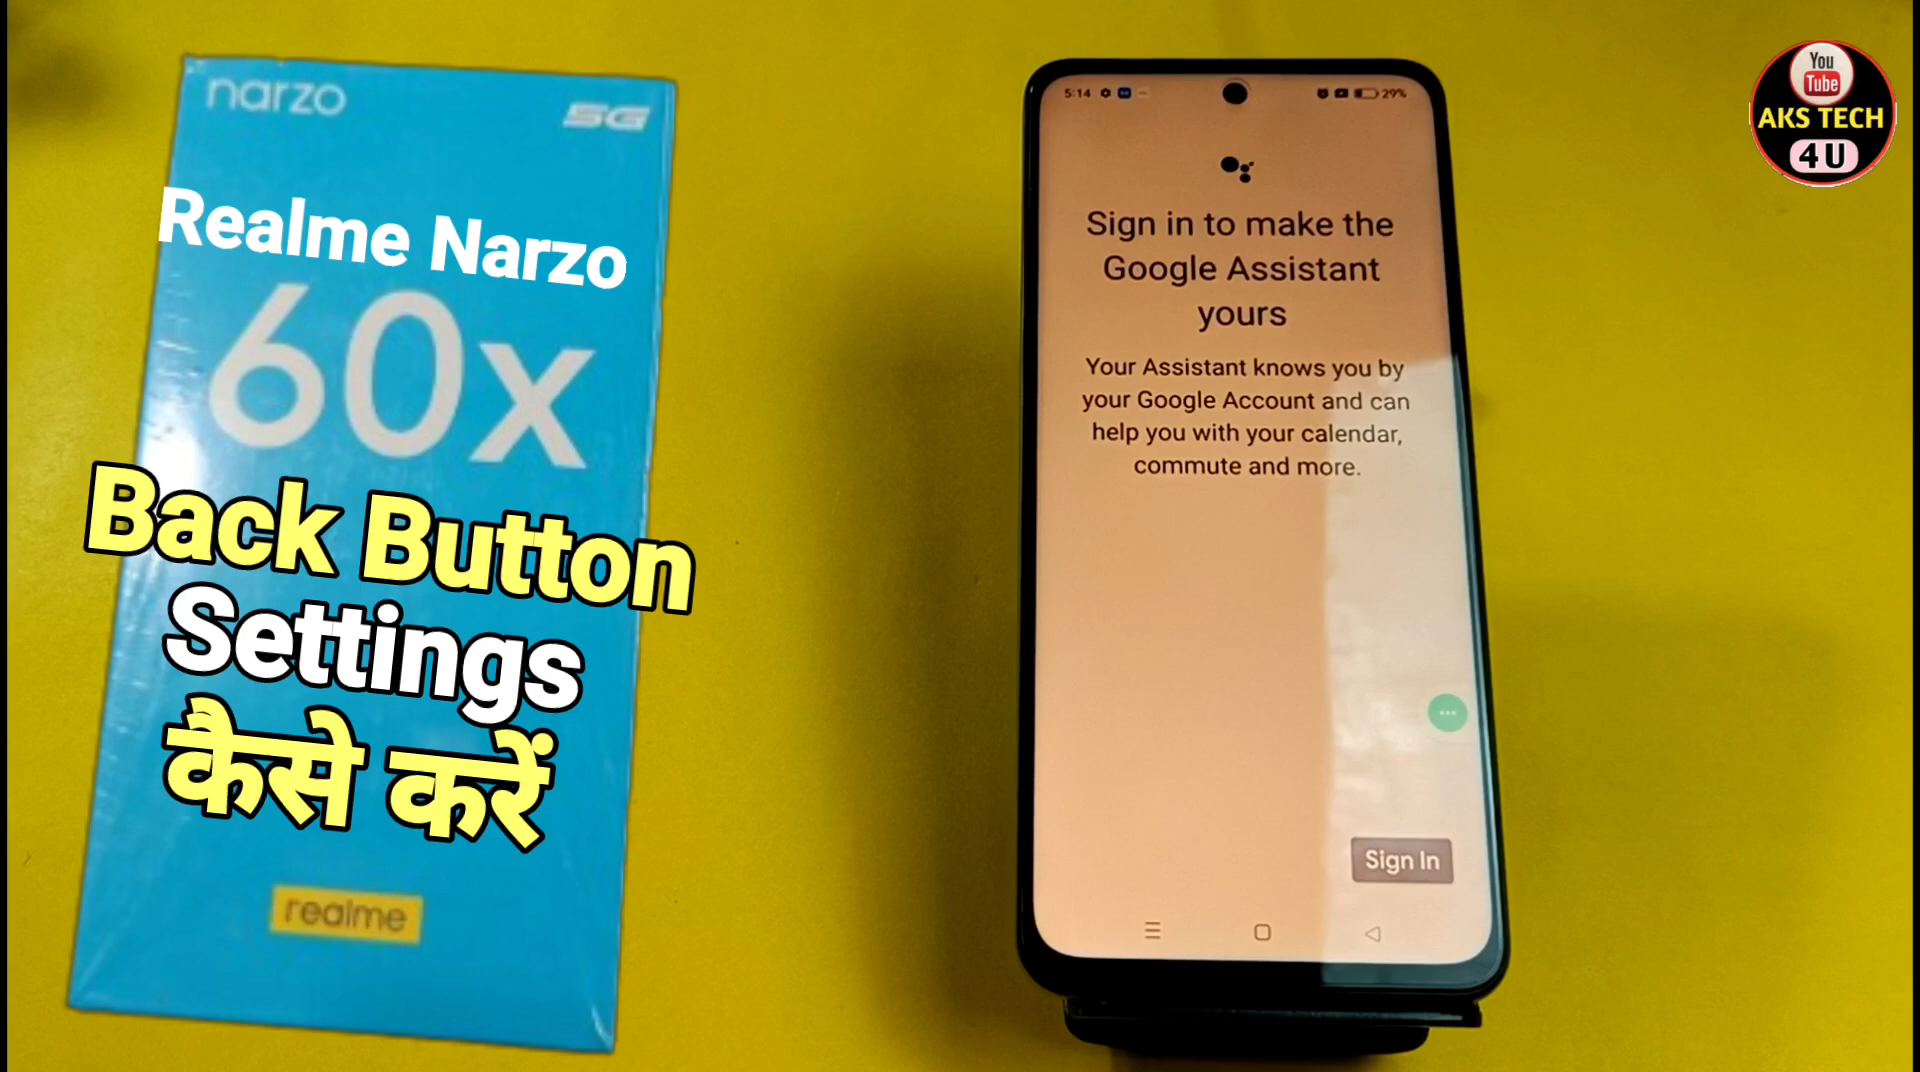 narzo
5G
Realme Narzo
60x
Back Button
Settings
कैसे करें
realme
5:14
29%
Sign in to make the
Google Assistant
yours
Your Assistant knows you by
your Google Account and can
help you with your calendar,
commute and more.
Sign In
You
Tube
AKS TECH
4 U